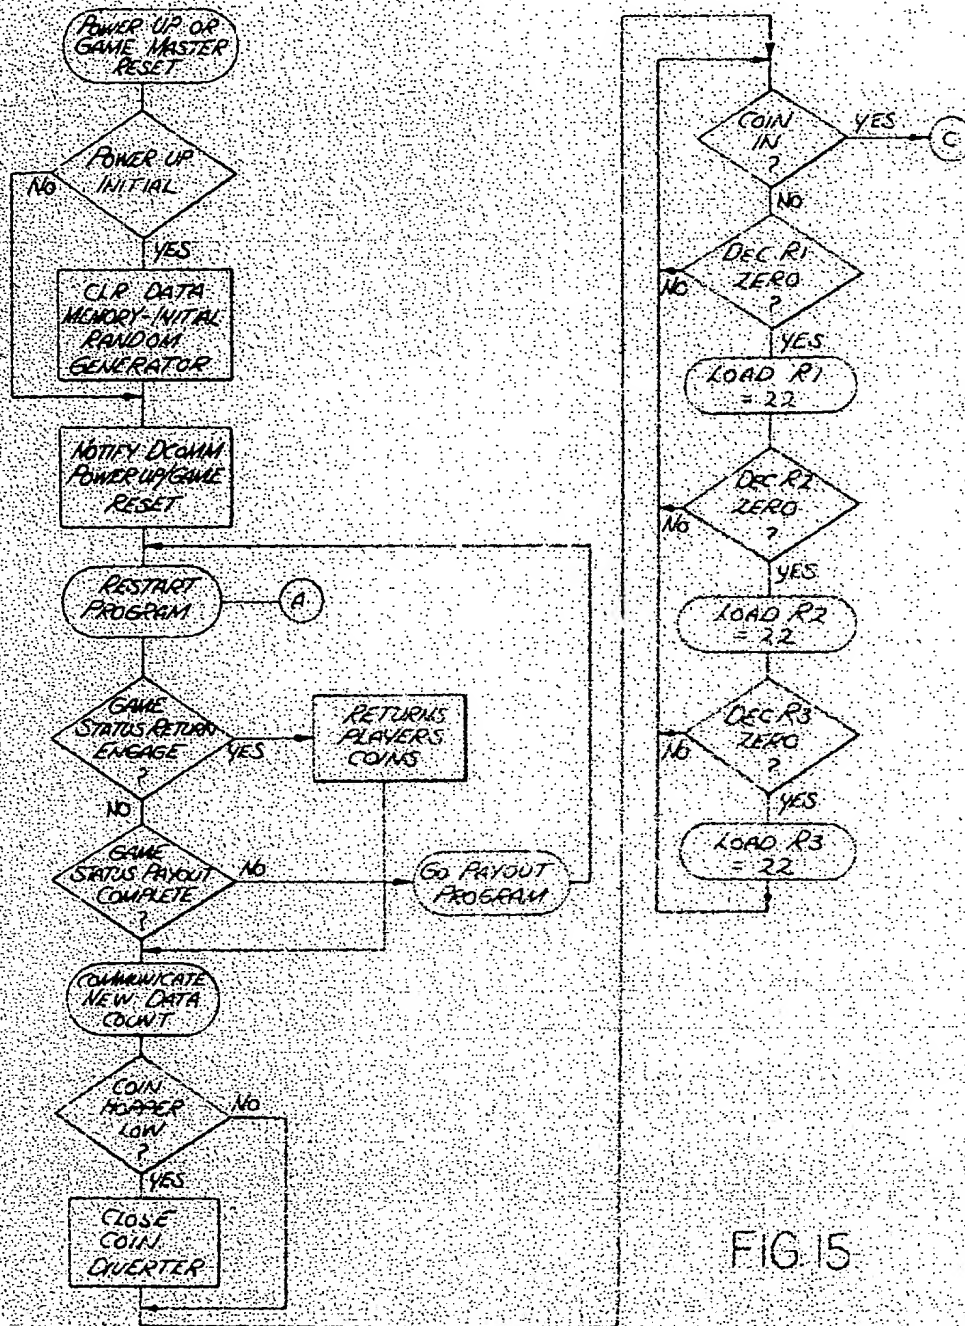 POWER UP OR
GAME MASTER
RESET
POWER UP
INITIAL
NO
YES
CLR DATA
MEMORY-INITIAL
RANDOM
GENERATOR
NOTIFY DCOMM
POWER UP/GAME
RESET
RESTART
PROGRAM
A
GAME
STATUS RETURN
ENGAGE
?
YES
RETURNS
PLAYERS
COINS
NO
GAME
STATUS PAYOUT
COMPLETE
?
NO
GO PAYOUT
PROGRAM
COMMUNICATE
NEW DATA
COUNT
COIN
HOPPER
LOW
?
NO
YES
CLOSE
COIN
DIVERTER
COIN
IN
?
YES
C
NO
DEC R1
ZERO
?
NO
YES
LOAD R1
= 22
DEC R2
ZERO
?
NO
YES
LOAD R2
= 22
DEC R3
ZERO
?
NO
YES
LOAD R3
= 22
FIG. 15